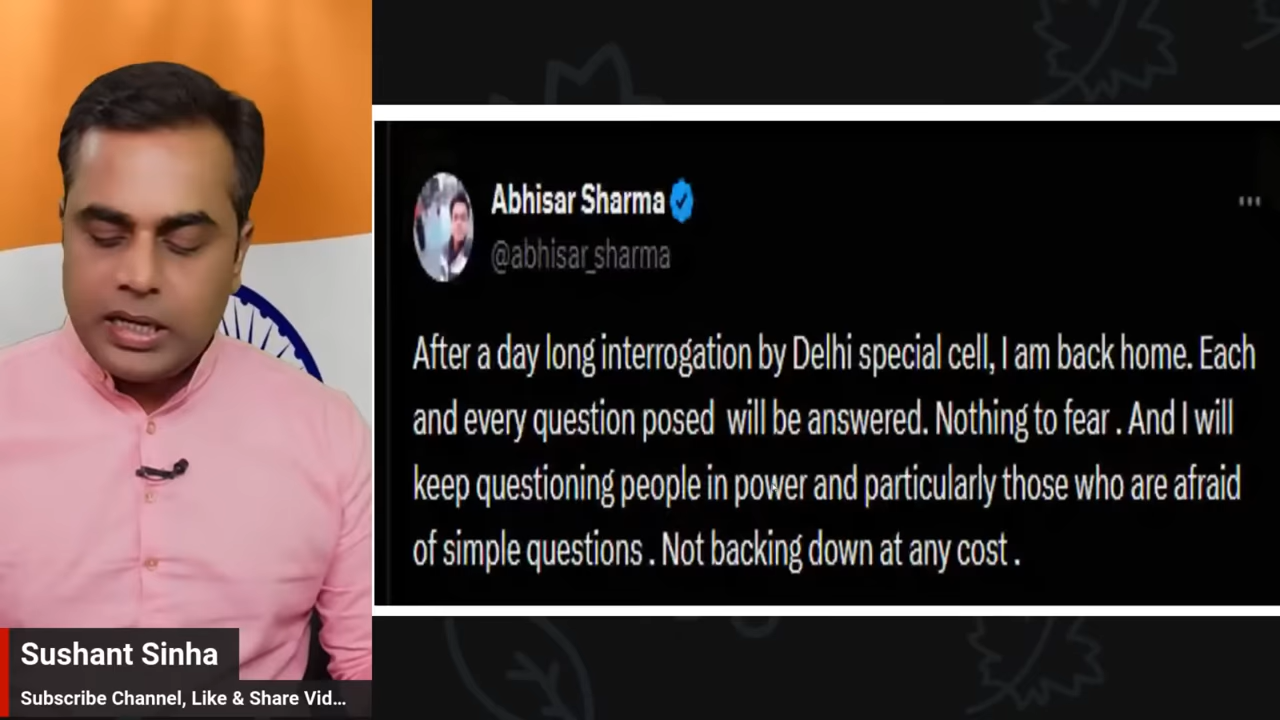 Abhisar Sharma
@abhisar_sharma
After a day long interrogation by Delhi special cell, I am back home. Each
and every question posed will be answered. Nothing to fear . And I will
keep questioning people in power and particularly those who are afraid
of simple questions . Not backing down at any cost .
Sushant Sinha
Subscribe Channel, Like & Share Vid...